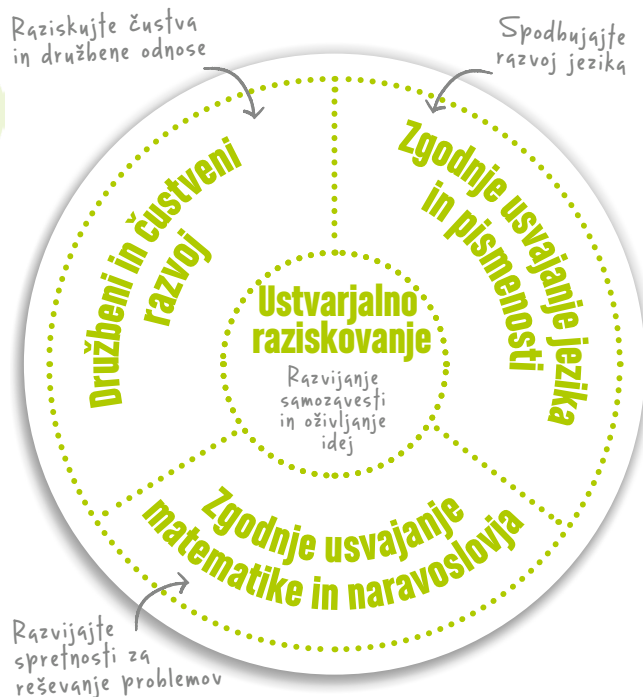 Raziskujte čustva
in družbene odnose
Spodbujajte
razvoj jezika
Družbeni in čustveni
razvoj
Zgodnje usvajanje jezika
in pismenosti
Ustvarjalno
raziskovanje
Razvijanje
samozavesti
in oživljanje
idej
Zgodnje usvajanje
matematike in naravoslovja
Razvijajte
spretnosti za
reševanje problemov